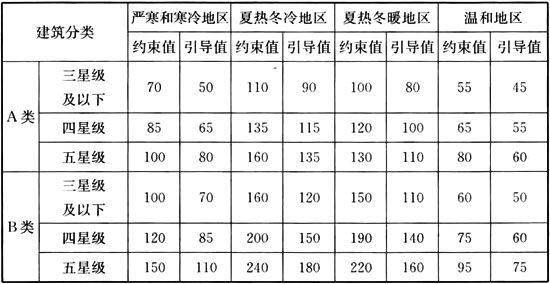 建筑分类 严寒和寒冷地区 夏热冬冷地区 夏热冬暖地区 温和地区
约束值 引导值 约束值 引导值 约束值 引导值 约束值 引导值
A类 三星级及以下 70 50 110 90 100 80 55 45
四星级 85 65 135 115 120 100 65 55
五星级 100 80 160 135 130 110 80 60
B类 三星级及以下 100 70 160 120 150 110 60 50
四星级 120 85 200 150 190 140 75 60
五星级 150 110 240 180 220 160 95 75